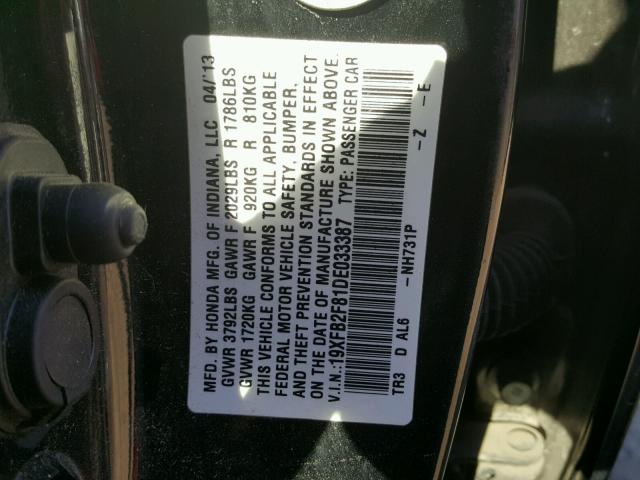 MFD. BY HONDA MFG. OF INDIANA, LLC 04/'13
GVWR 3792LBS GAWR F 2029LBS R 1786LBS
GVWR 1720KG GAWR F 920KG R 810KG
THIS VEHICLE CONFORMS TO ALL APPLICABLE
FEDERAL MOTOR VEHICLE SAFETY, BUMPER,
AND THEFT PREVENTION STANDARDS IN EFFECT
ON THE DATE OF MANUFACTURE SHOWN ABOVE.
V.I.N.:19XFB2F81DE033387 TYPE: PASSENGER CAR
TR3 D AL6 -NH731P -Z -E